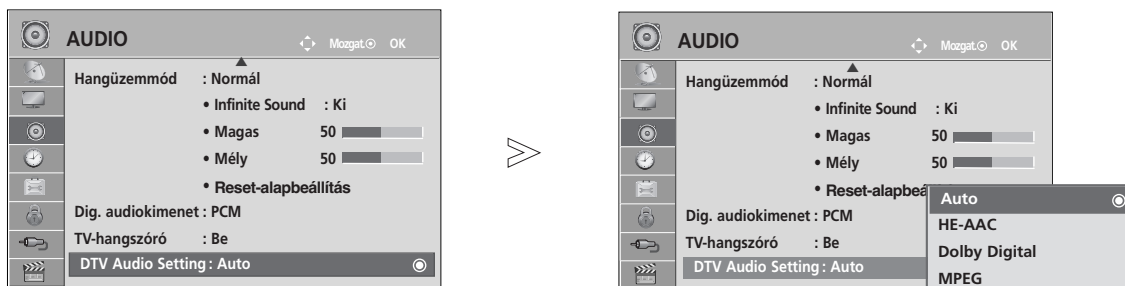 AUDIO Mozgat. OK
Hangüzemmód : Normál
• Infinite Sound : Ki
• Magas 50
• Mély 50
• Reset-alapbeállítás
Dig. audiokimenet : PCM
TV-hangszóró : Be
DTV Audio Setting : Auto
AUDIO Mozgat. OK
Hangüzemmód : Normál
• Infinite Sound : Ki
• Magas 50
• Mély 50
• Reset-alapbeá
Dig. audiokimenet : PCM
TV-hangszóró : Be
DTV Audio Setting : Auto
Auto
HE-AAC
Dolby Digital
MPEG